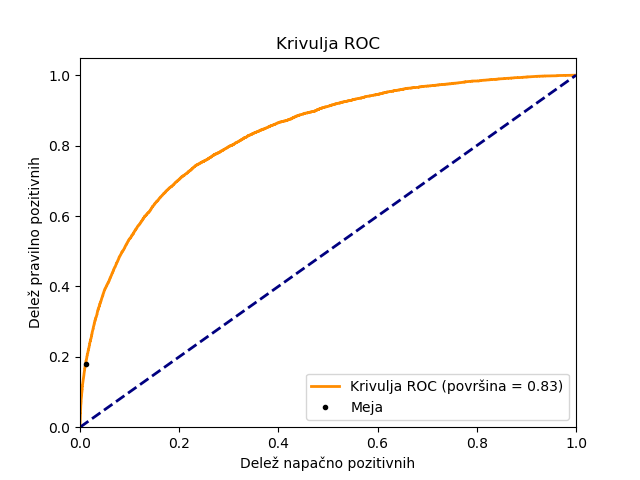 Krivulja ROC
Delež pravilno pozitivnih
1.0
0.8
0.6
0.4
0.2
0.0
0.0 0.2 0.4 0.6 0.8 1.0
Delež napačno pozitivnih
Krivulja ROC (površina = 0.83)
Meja